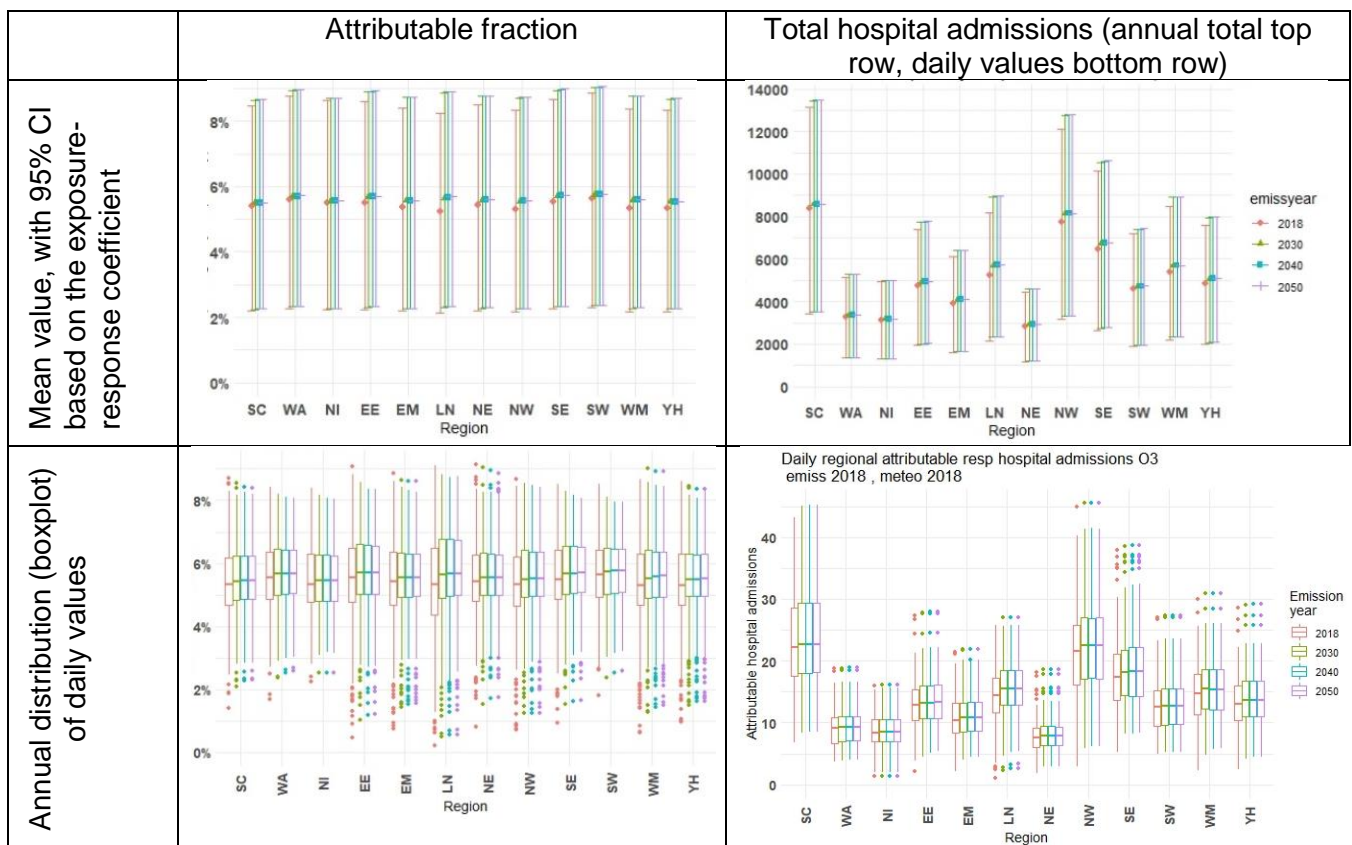 Attributable fraction
Total hospital admissions (annual total top
row, daily values bottom row)
Mean value, with 95% CI
based on the exposure-
response coefficient
8%
6%
4%
2%
0%
SC WA NI EE EM LN NE NW SE SW WM YH
Region
14000
12000
10000
8000
6000
4000
2000
0
SC WA NI EE EM LN NE NW SE SW WM YH
Region
emissyear
2018
2030
2040
2050
Annual distribution (boxplot)
of daily values
8%
6%
4%
2%
0%
SC WA NI EE EM LN NE NW SE SW WM YH
Region
Daily regional attributable resp hospital admissions O3
emiss 2018 , meteo 2018
Attributable hospital admissions
40
30
20
10
0
SC WA NI EE EM LN NE NW SE SW WM YH
Region
Emission
year
2018
2030
2040
2050